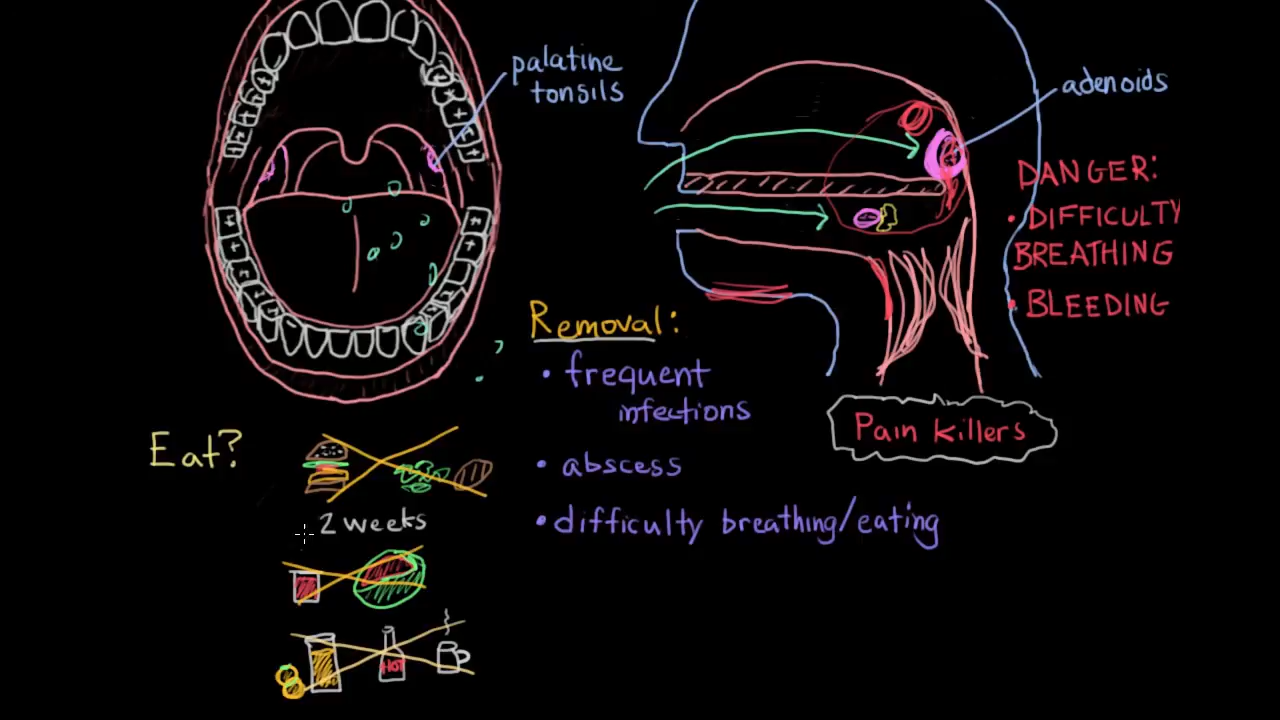 palatine
tonsils
adenoids
DANGER:
• DIFFICULTY
BREATHING
• BLEEDING
Removal:
• frequent
infections
• abscess
• difficulty breathing/eating
Pain Killers
Eat?
2 weeks
HOT